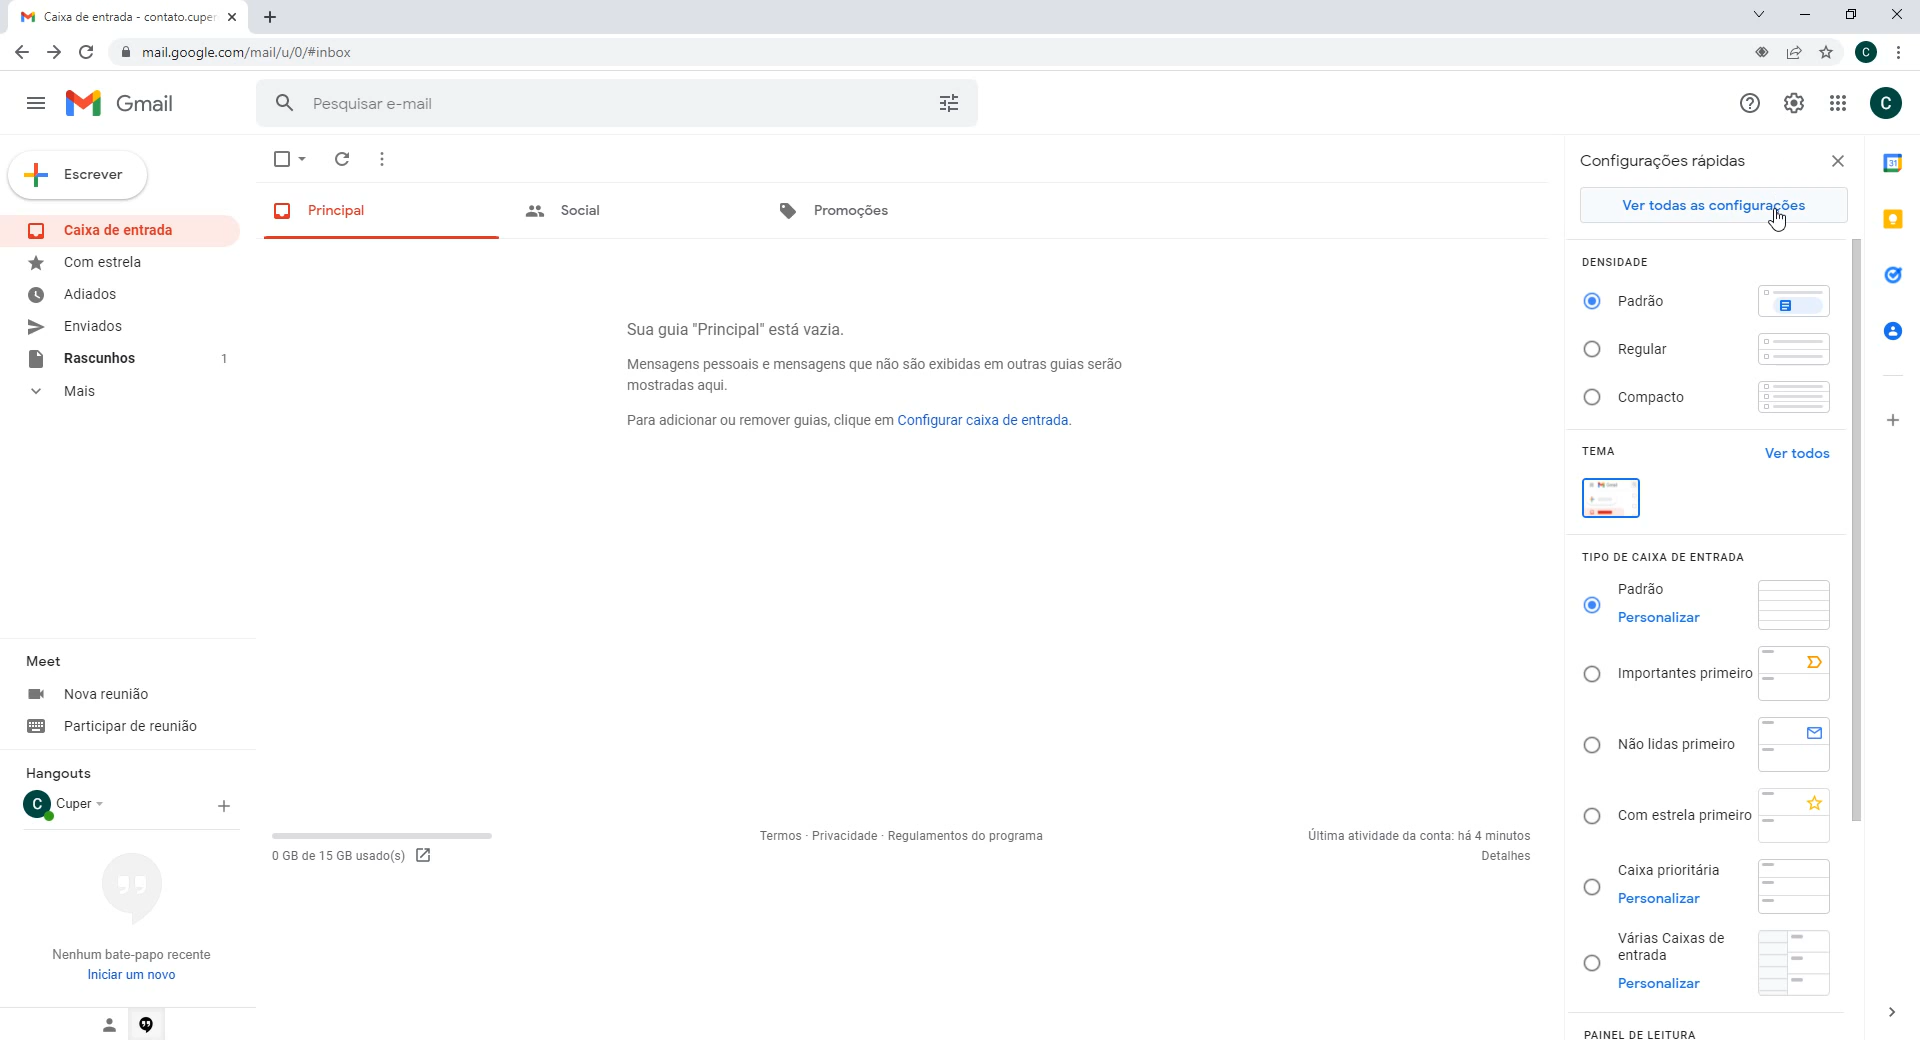 Caixa de entrada - contato.cuper
mail.google.com/mail/u/0/#inbox
C
Gmail
Pesquisar e-mail
C
Escrever
Caixa de entrada
Com estrela
Adiados
Enviados
Rascunhos 1
Mais
Meet
Nova reunião
Participar de reunião
Hangouts
C Cuper
Nenhum bate-papo recente
Iniciar um novo
Principal
Social
Promoções
Sua guia "Principal" está vazia.
Mensagens pessoais e mensagens que não são exibidas em outras guias serão
mostradas aqui.
Para adicionar ou remover guias, clique em Configurar caixa de entrada.
0 GB de 15 GB usado(s)
Termos · Privacidade · Regulamentos do programa
Última atividade da conta: há 4 minutos
Detalhes
Configurações rápidas
Ver todas as configurações
DENSIDADE
Padrão
Regular
Compacto
TEMA
Ver todos
TIPO DE CAIXA DE ENTRADA
Padrão
Personalizar
Importantes primeiro
Não lidas primeiro
Com estrela primeiro
Caixa prioritária
Personalizar
Várias Caixas de
entrada
Personalizar
PAINEL DE LEITURA
31